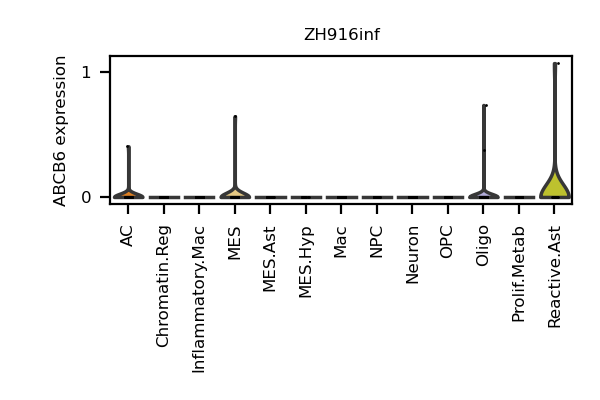 ZH916inf
ABCB6 expression
1
0
AC
Chromatin.Reg
Inflammatory.Mac
MES
MES.Ast
MES.Hyp
Mac
NPC
Neuron
OPC
Oligo
Prolif.Metab
Reactive.Ast